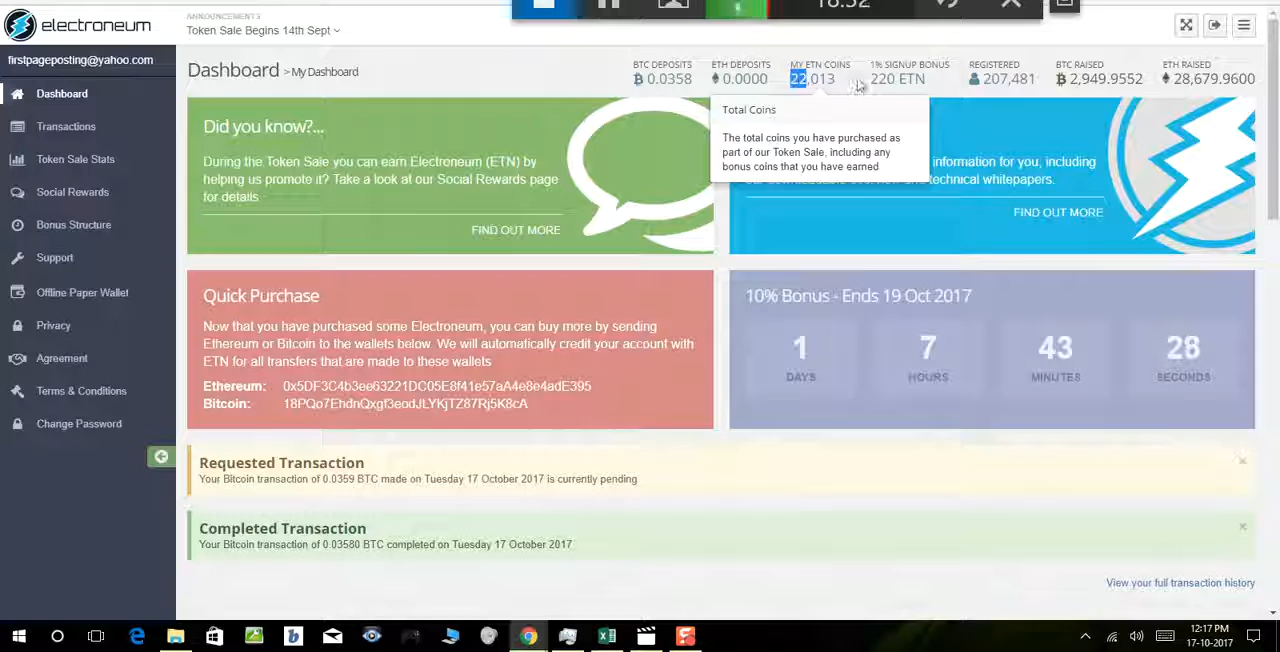 18:52
electroneum
ANNOUNCEMENTS
Token Sale Begins 14th Sept
firstpageposting@yahoo.com
Dashboard > My Dashboard
BTC DEPOSITS
0.0358
ETH DEPOSITS
0.0000
MY ETN COINS
22,013
1% SIGNUP BONUS
220 ETN
REGISTERED
207,481
BTC RAISED
2,949.9552
ETH RAISED
28,679.9600
Dashboard
Transactions
Token Sale Stats
Social Rewards
Bonus Structure
Support
Offline Paper Wallet
Privacy
Agreement
Terms & Conditions
Change Password
Total Coins
The total coins you have purchased as
part of our Token Sale, including any
bonus coins that you have earned
Did you know?...
During the Token Sale you can earn Electroneum (ETN) by
helping us promote it? Take a look at our Social Rewards page
for details
FIND OUT MORE
information for you, including
technical whitepapers.
FIND OUT MORE
Quick Purchase
Now that you have purchased some Electroneum, you can buy more by sending
Ethereum or Bitcoin to the wallets below. We will automatically credit your account with
ETN for all transfers that are made to these wallets
Ethereum: 0x5DF3C4b3ee63221DC05E8f41e57aA4e8e4adE395
Bitcoin: 18PQo7EhdnQxgf3eodJLYKjTZ87Rj5K8cA
10% Bonus - Ends 19 Oct 2017
1
DAYS
7
HOURS
43
MINUTES
28
SECONDS
Requested Transaction
Your Bitcoin transaction of 0.0359 BTC made on Tuesday 17 October 2017 is currently pending
Completed Transaction
Your Bitcoin transaction of 0.03580 BTC completed on Tuesday 17 October 2017
View your full transaction history
12:17 PM
17-10-2017